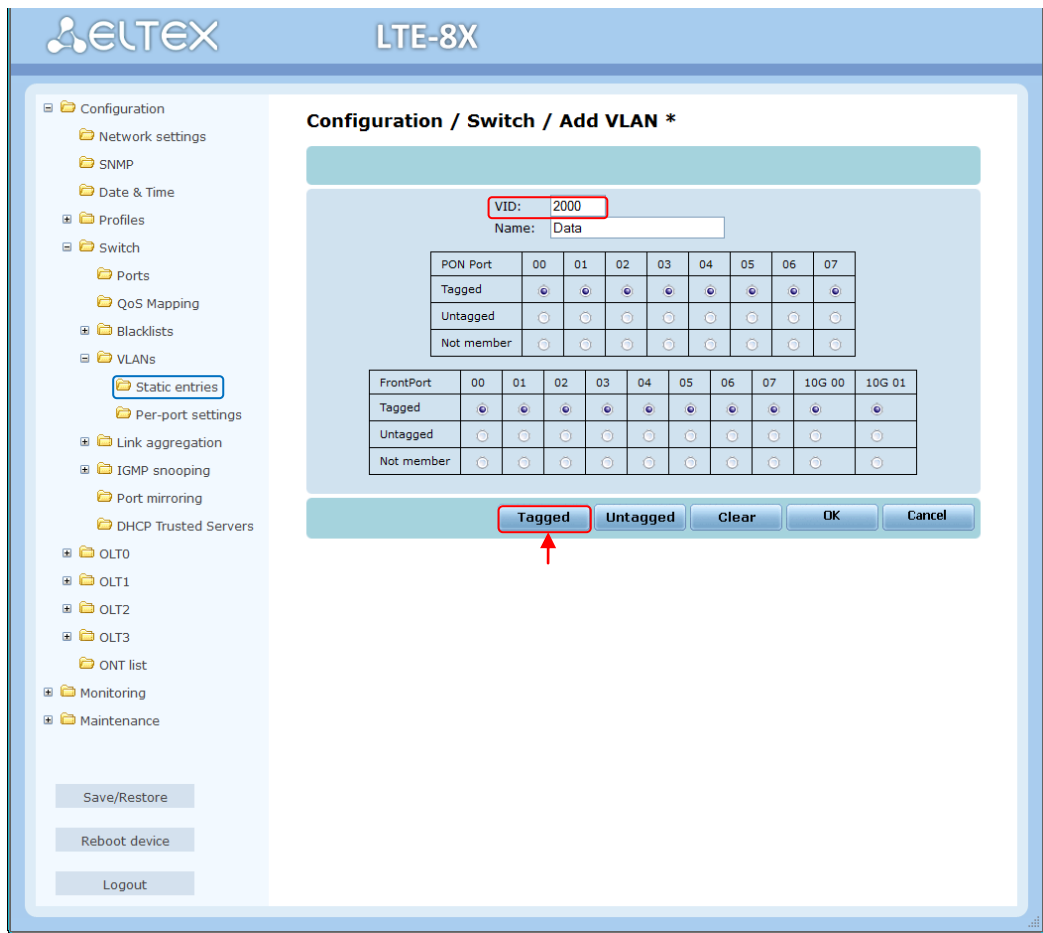 ELTEX
LTE-8X
Configuration
Network settings
SNMP
Date & Time
Profiles
Switch
Ports
QoS Mapping
Blacklists
VLANs
Static entries
Per-port settings
Link aggregation
IGMP snooping
Port mirroring
DHCP Trusted Servers
OLT0
OLT1
OLT2
OLT3
ONT list
Monitoring
Maintenance
Save/Restore
Reboot device
Logout
Configuration / Switch / Add VLAN *
VID: 2000
Name: Data
PON Port 00 01 02 03 04 05 06 07
Tagged
Untagged
Not member
FrontPort 00 01 02 03 04 05 06 07 10G 00 10G 01
Tagged
Untagged
Not member
Tagged Untagged Clear OK Cancel